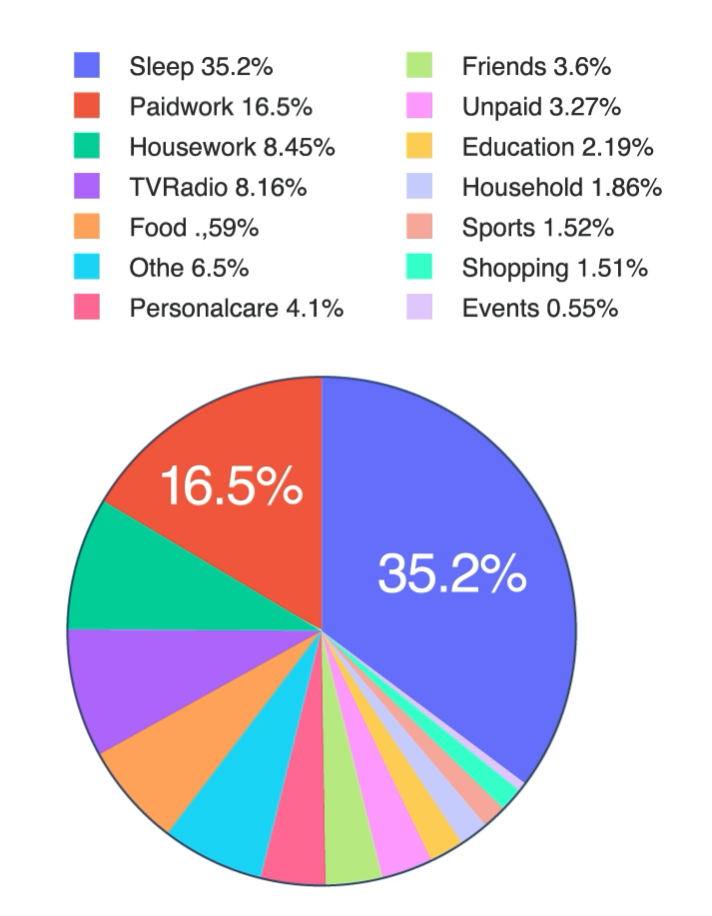 Sleep 35.2%
Paidwork 16.5%
Housework 8.45%
TVRadio 8.16%
Food .,59%
Othe 6.5%
Personalcare 4.1%
Friends 3.6%
Unpaid 3.27%
Education 2.19%
Household 1.86%
Sports 1.52%
Shopping 1.51%
Events 0.55%
16.5%
35.2%